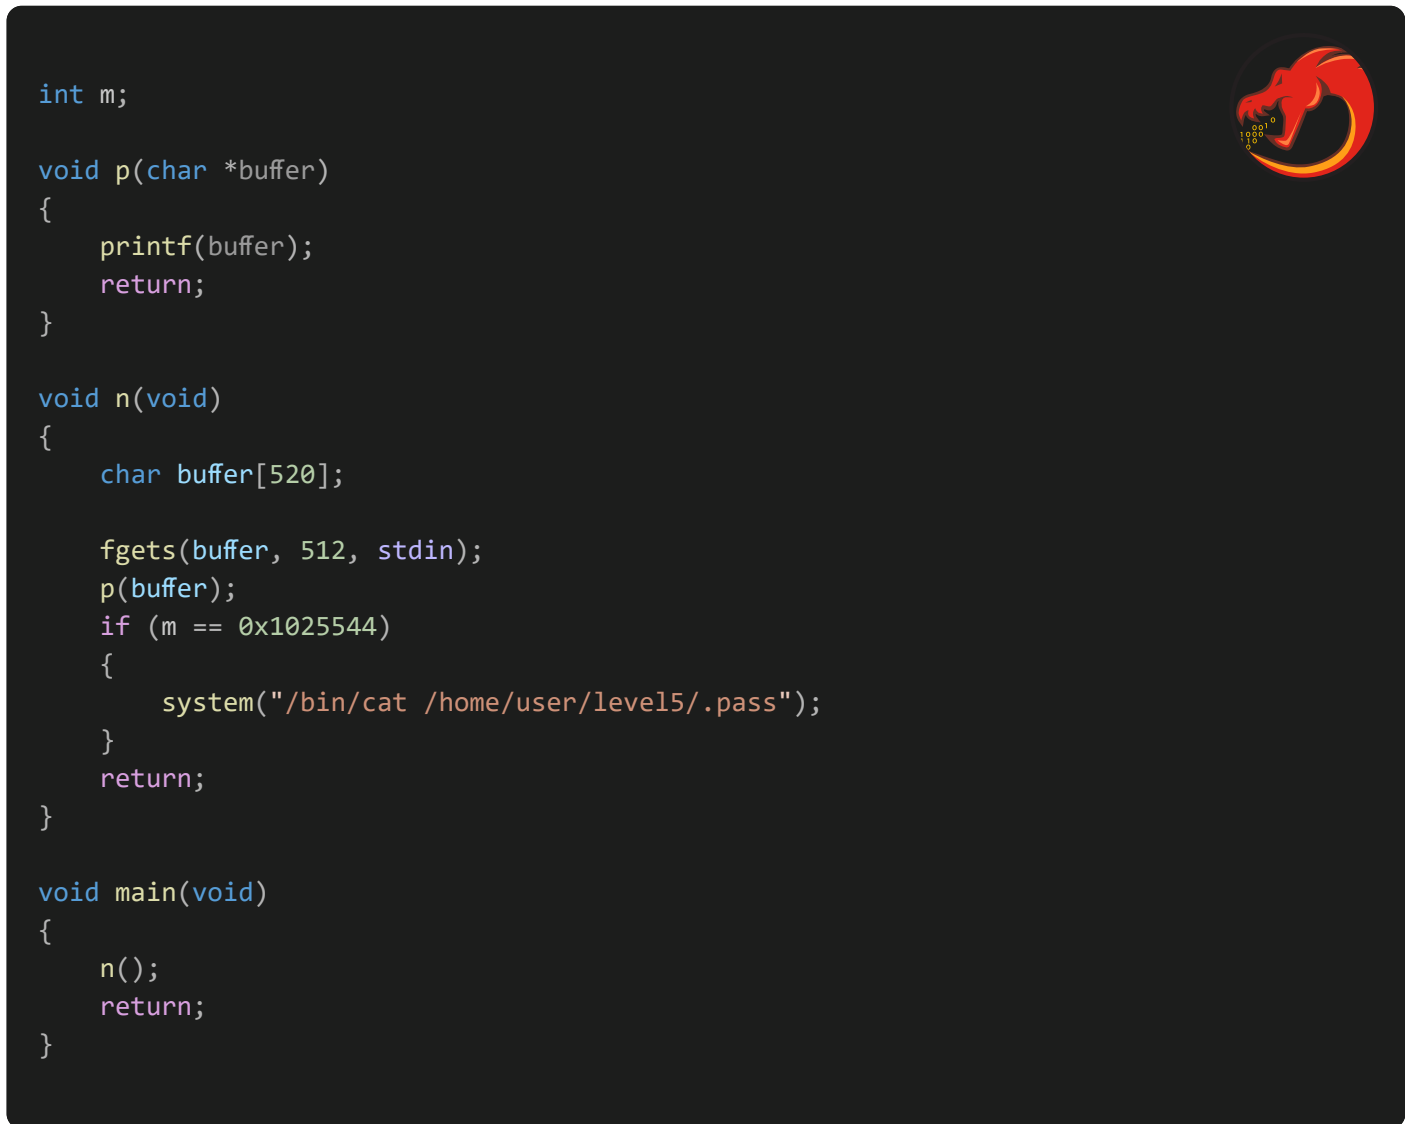 int m;
void p(char *buffer)
{
    printf(buffer);
    return;
}
void n(void)
{
    char buffer[520];
    fgets(buffer, 512, stdin);
    p(buffer);
    if (m == 0x1025544)
    {
        system("/bin/cat /home/user/level5/.pass");
    }
    return;
}
void main(void)
{
    n();
    return;
}